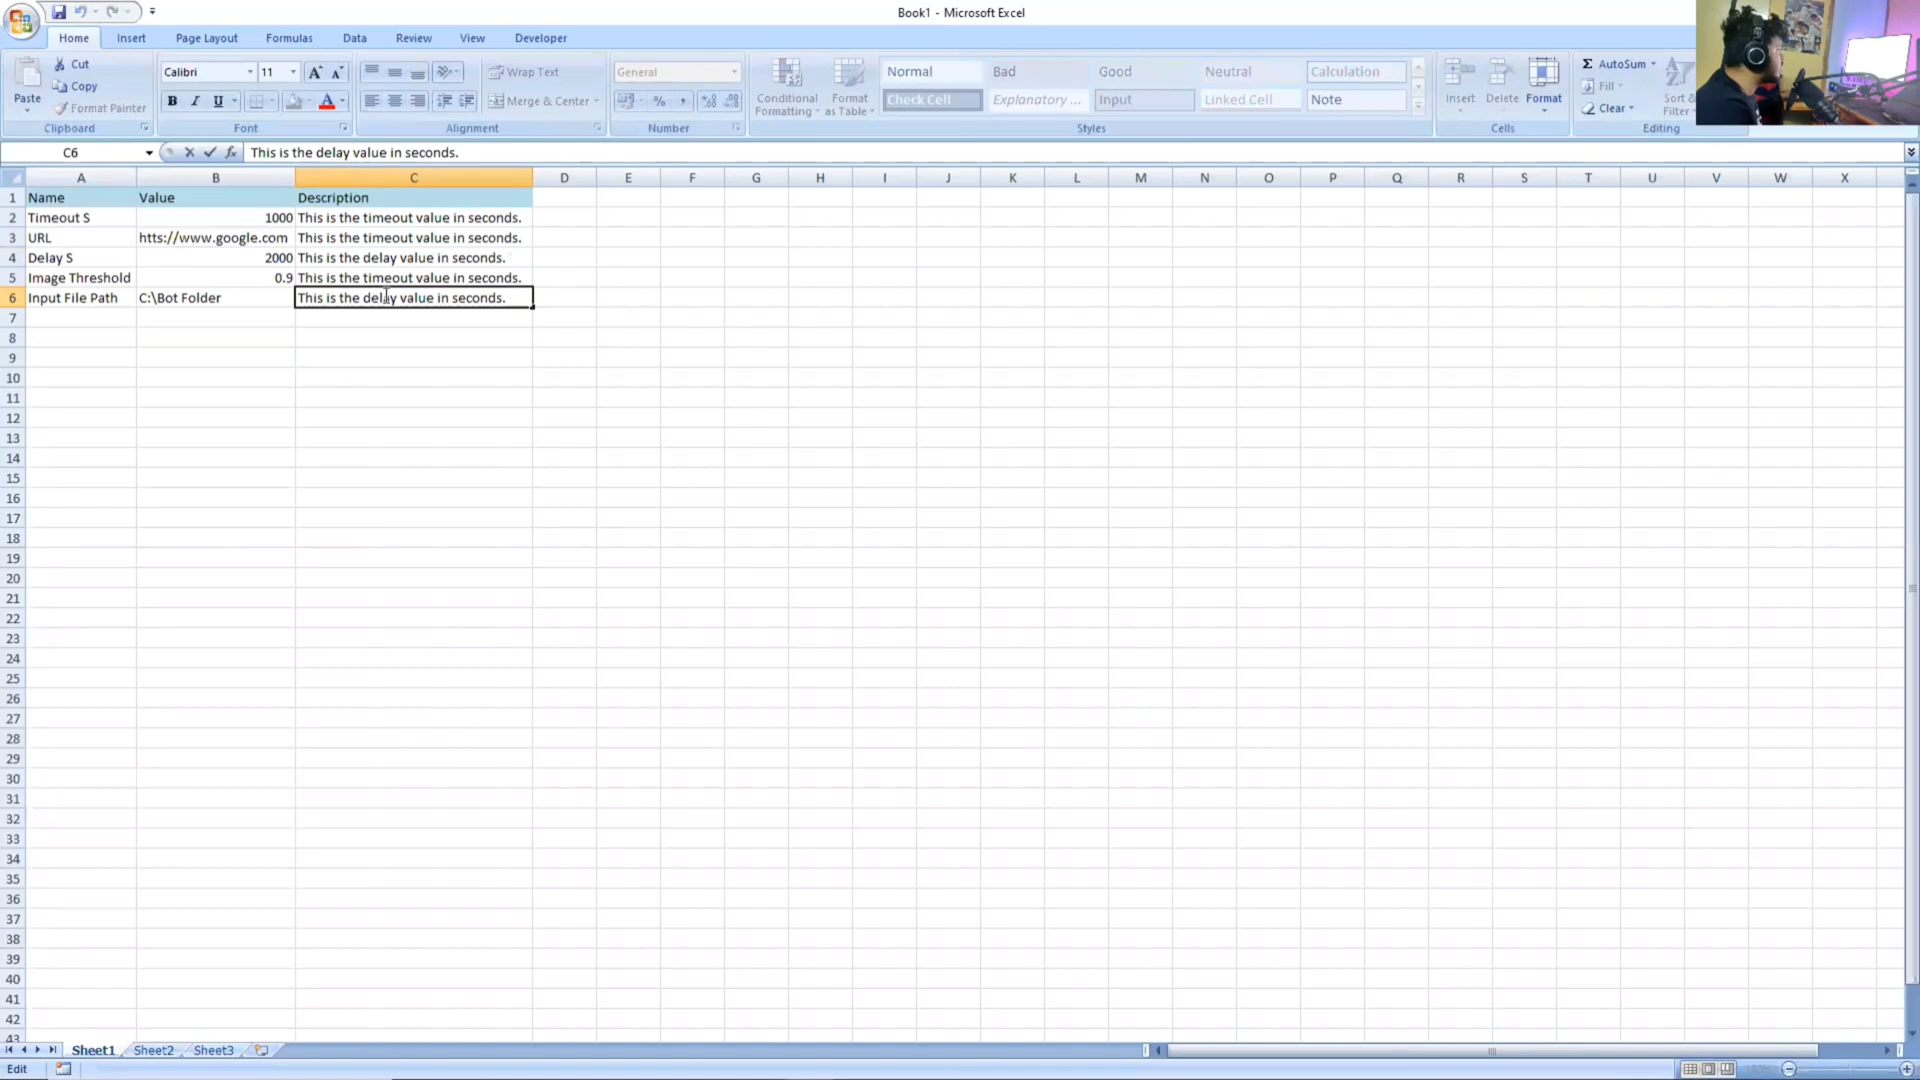 Book1 - Microsoft Excel
Home Insert Page Layout Formulas Data Review View Developer
Paste
Cut
Copy
Format Painter
Clipboard
Calibri 11
A A
B I U A
Font
Wrap Text
Merge & Center
Alignment
General
% ,
Number
Conditional Formatting
Format as Table
Normal Bad Good Neutral Calculation
Check Cell Explanatory ... Input Linked Cell Note
Styles
Insert Delete Format
Cells
Σ AutoSum
Fill
Clear
Sort & Filter
Editing
C6 fx This is the delay value in seconds.
A B C D E F G H I J K L M N O P Q R S T U V W X
1 Name Value Description
2 Timeout S 1000 This is the timeout value in seconds.
3 URL htts://www.google.com This is the timeout value in seconds.
4 Delay S 2000 This is the delay value in seconds.
5 Image Threshold 0.9 This is the timeout value in seconds.
6 Input File Path C:\Bot Folder This is the delay value in seconds.
7
8
9
10
11
12
13
14
15
16
17
18
19
20
21
22
23
24
25
26
27
28
29
30
31
32
33
34
35
36
37
38
39
40
41
42
43
Sheet1 Sheet2 Sheet3
Edit